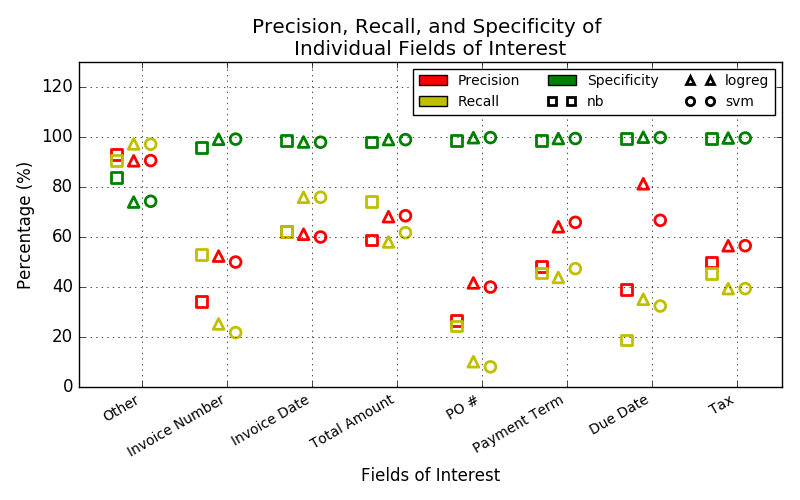 Precision, Recall, and Specificity of
Individual Fields of Interest
Precision
Specificity
logreg
Recall
nb
svm
Percentage (%)
120
100
80
60
40
20
0
Other
Invoice Number
Invoice Date
Total Amount
PO #
Payment Term
Due Date
Tax
Fields of Interest